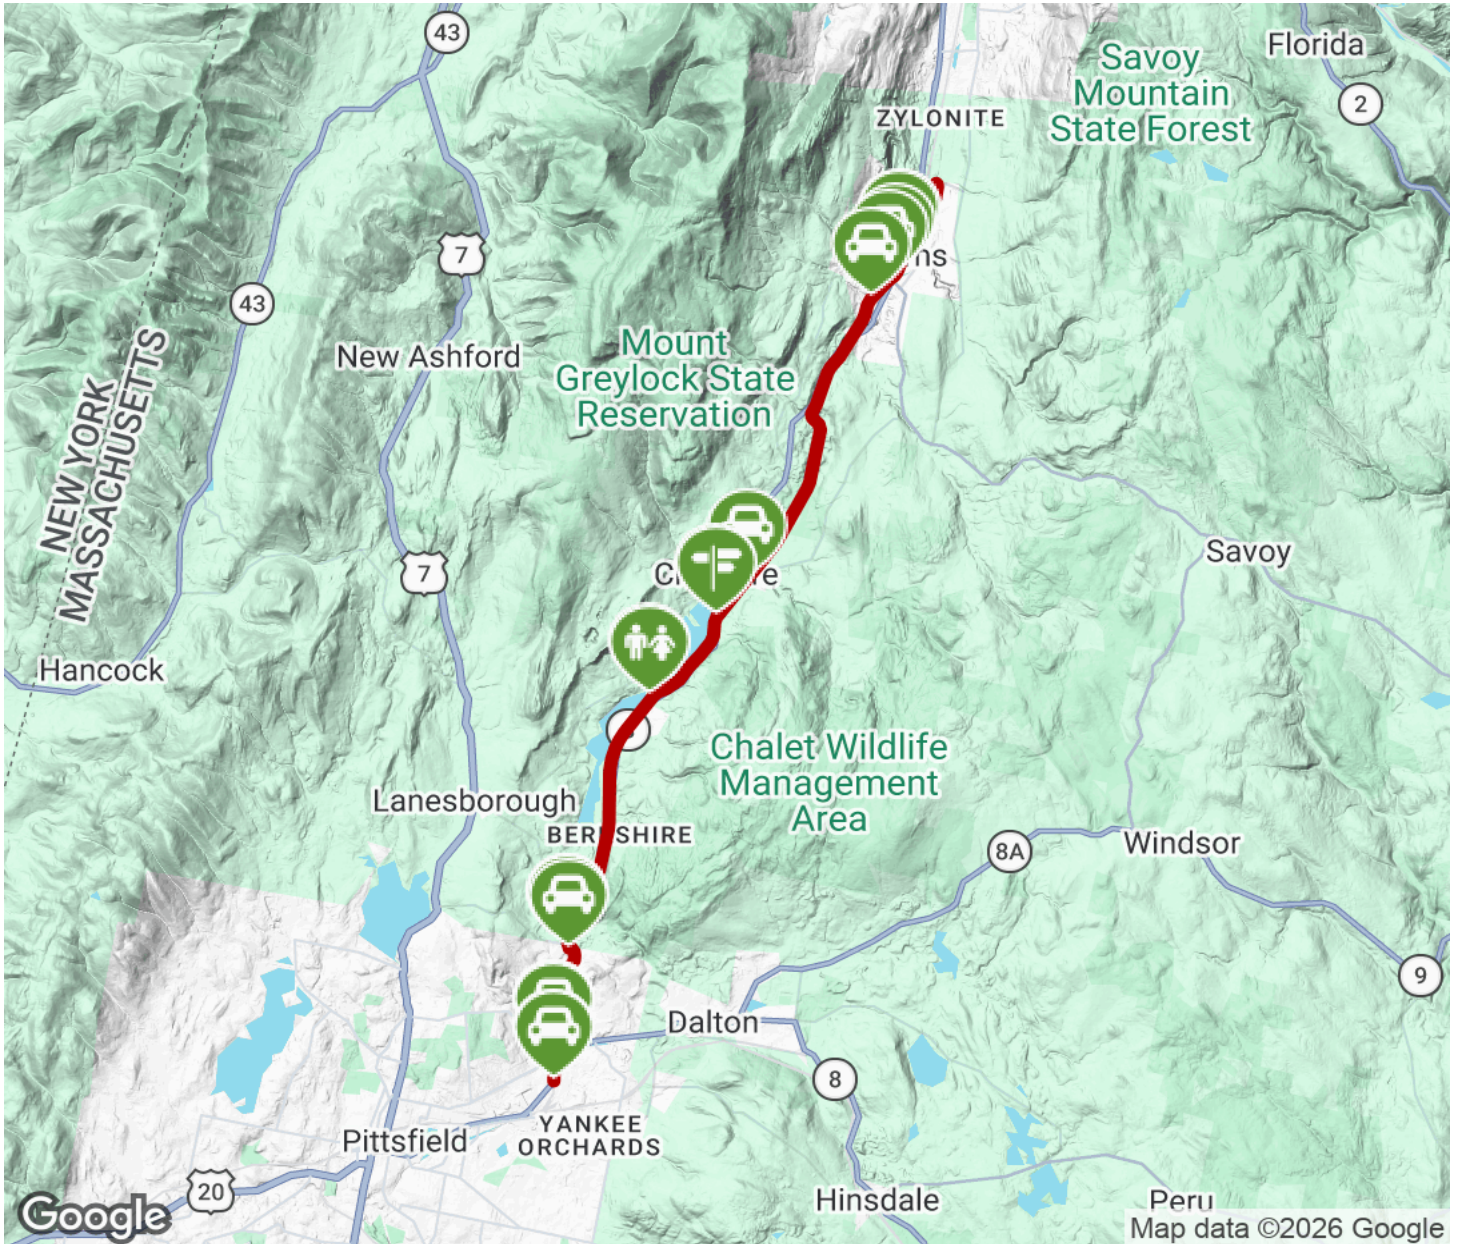 43
Florida
Savoy
Mountain
State Forest
2
ZYLONITE
7
ms
43
Mount
Greylock State
Reservation
New Ashford
NEW YORK
MASSACHUSETTS
Savoy
7
Hancock
Chalet Wildlife
Management
Area
Lanesborough
BERKSHIRE
Windsor
8A
9
Dalton
8
YANKEE
ORCHARDS
Pittsfield
20
Hinsdale
Peru
Google
Map data ©2026 Google